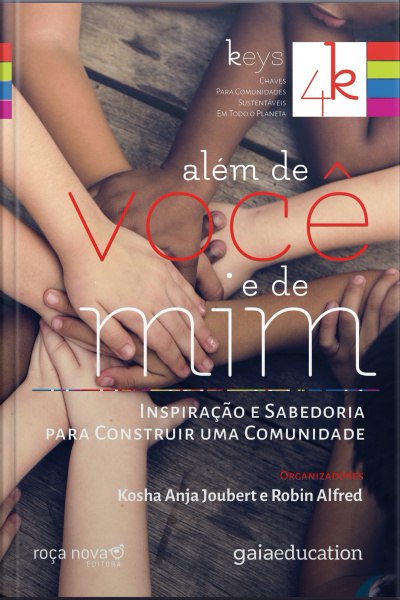 keys
4k
Chaves
Para Comunidades
Sustentáveis
Em Todo o Planeta
além de
você
e de
mim
Inspiração e Sabedoria
para Construir uma Comunidade
Organizadores
Kosha Anja Joubert e Robin Alfred
roça nova
EDITORA
gaiaeducation